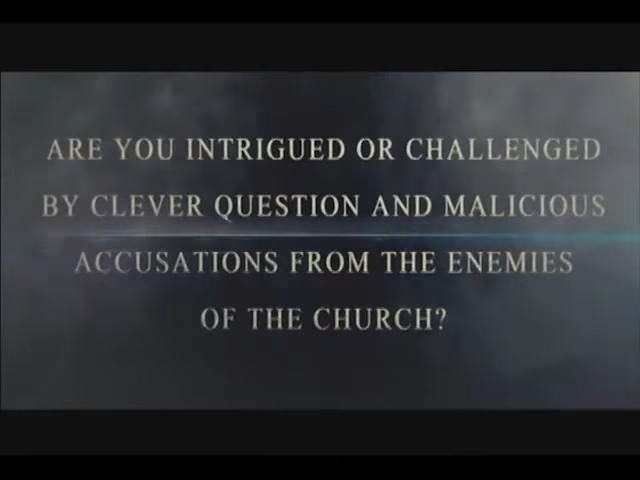 ARE YOU INTRIGUED OR CHALLENGED
BY CLEVER QUESTION AND MALICIOUS
ACCUSATIONS FROM THE ENEMIES
OF THE CHURCH?